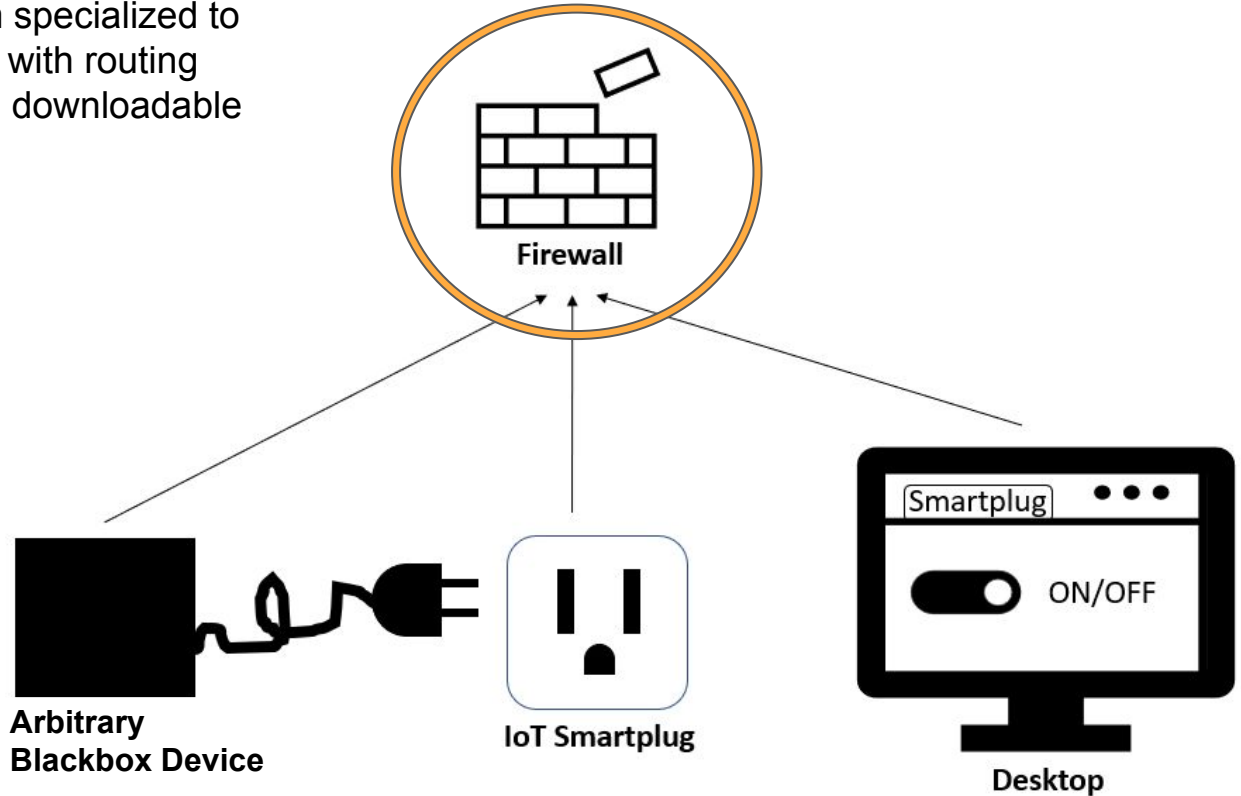 specialized to
with routing
downloadable
Firewall
Smartplug
ON/OFF
Arbitrary
Blackbox Device
IoT Smartplug
Desktop